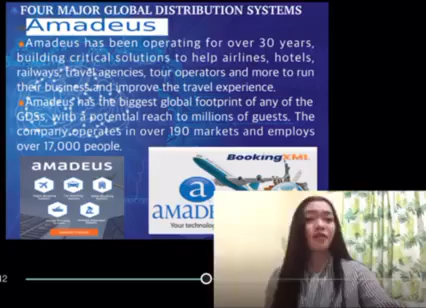 FOUR MAJOR GLOBAL DISTRIBUTION SYSTEMS
Amadeus
Amadeus has been operating for over 30 years,
building critical solutions to help airlines, hotels,
railways, travel agencies, tour operators and more to run
their business and improve the travel experience.
Amadeus has the biggest global footprint of any of the
GDSs, with a potential reach to millions of guests. The
company operates in over 190 markets and employs
over 17,000 people.
amadeus
BookingXML
a
AMADE
Your technolog
12